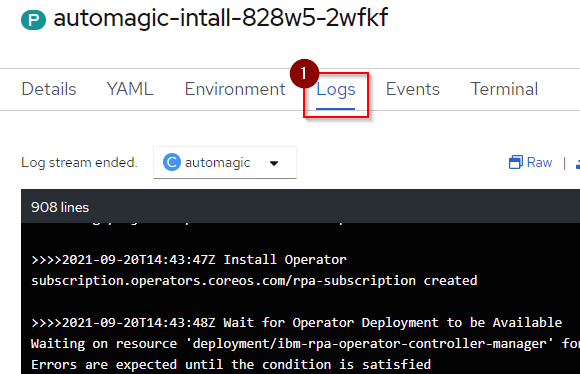 P automagic-intall-828w5-2wfkf
1
Details YAML Environment Logs Events Terminal
Log stream ended. C automagic Raw |
908 lines
>>>>2021-09-20T14:43:47Z Install Operator
subscription.operators.coreos.com/rpa-subscription created
>>>>2021-09-20T14:43:48Z Wait for Operator Deployment to be Available
Waiting on resource 'deployment/ibm-rpa-operator-controller-manager' for
Errors are expected until the condition is satisfied